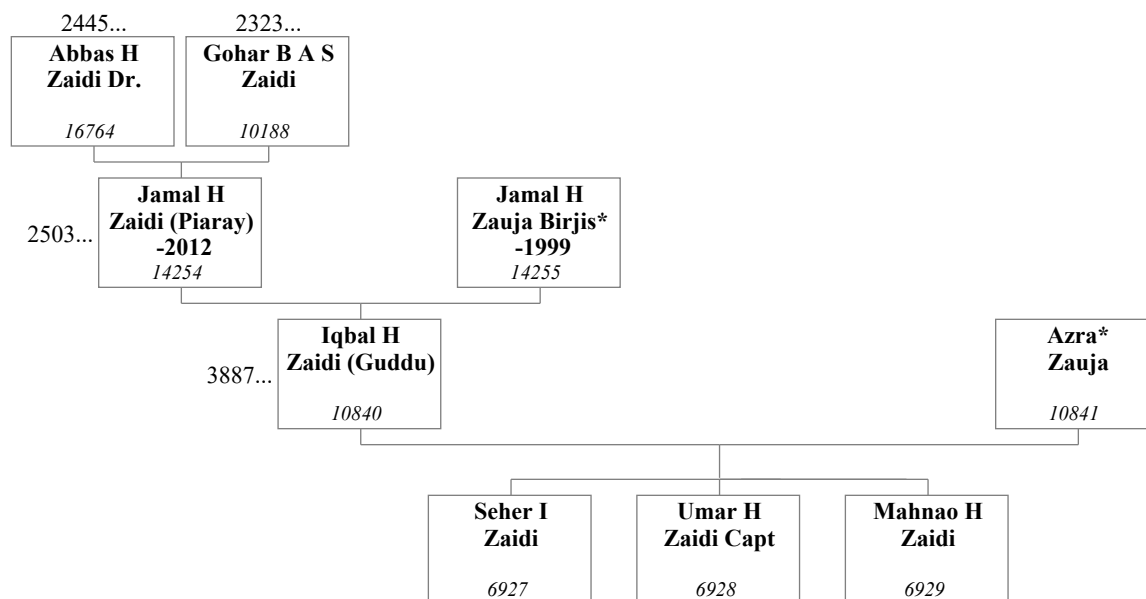 2445...
2323...
Abbas H
Zaidi Dr.
16764
Gohar B A S
Zaidi
10188
2503...
Jamal H
Zaidi (Piaray)
-2012
14254
Jamal H
Zauja Birjis*
-1999
14255
3887...
Iqbal H
Zaidi (Guddu)
10840
Azra*
Zauja
10841
Seher I
Zaidi
6927
Umar H
Zaidi Capt
6928
Mahnao H
Zaidi
6929